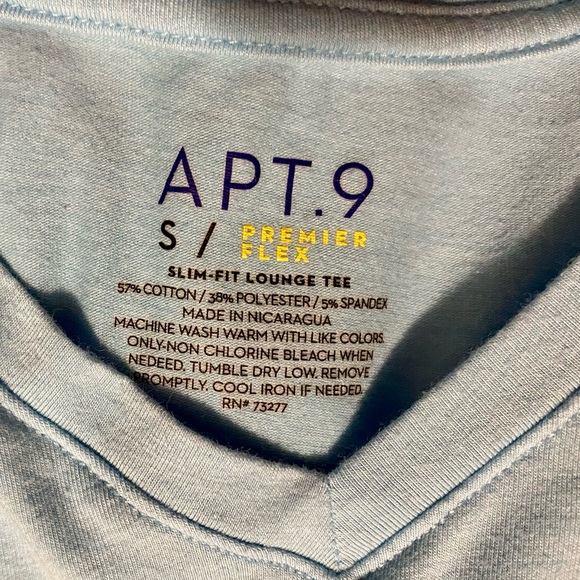 APT.9
S / PREMIER
FLEX
SLIM-FIT LOUNGE TEE
57% COTTON / 38% POLYESTER / 5% SPANDEX
MADE IN NICARAGUA
MACHINE WASH WARM WITH LIKE COLORS.
ONLY-NON CHLORINE BLEACH WHEN
NEDEED. TUMBLE DRY LOW. REMOVE
PROMPTLY. COOL IRON IF NEEDED.
RN# 73277